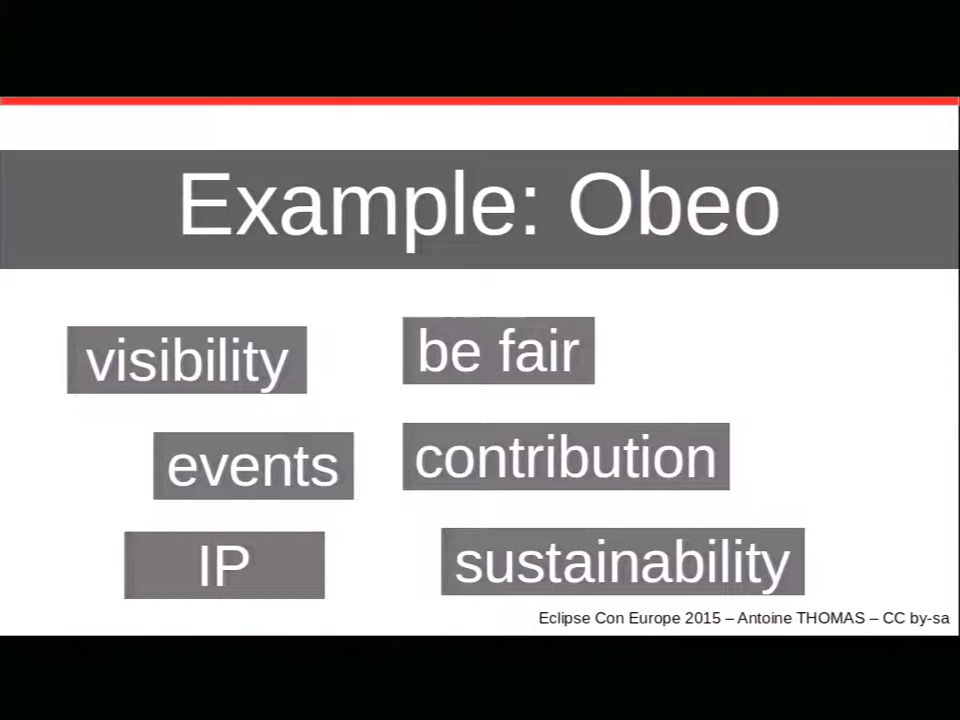 Example: Obeo
visibility
be fair
events
contribution
IP
sustainability
Eclipse Con Europe 2015 – Antoine THOMAS – CC by-sa